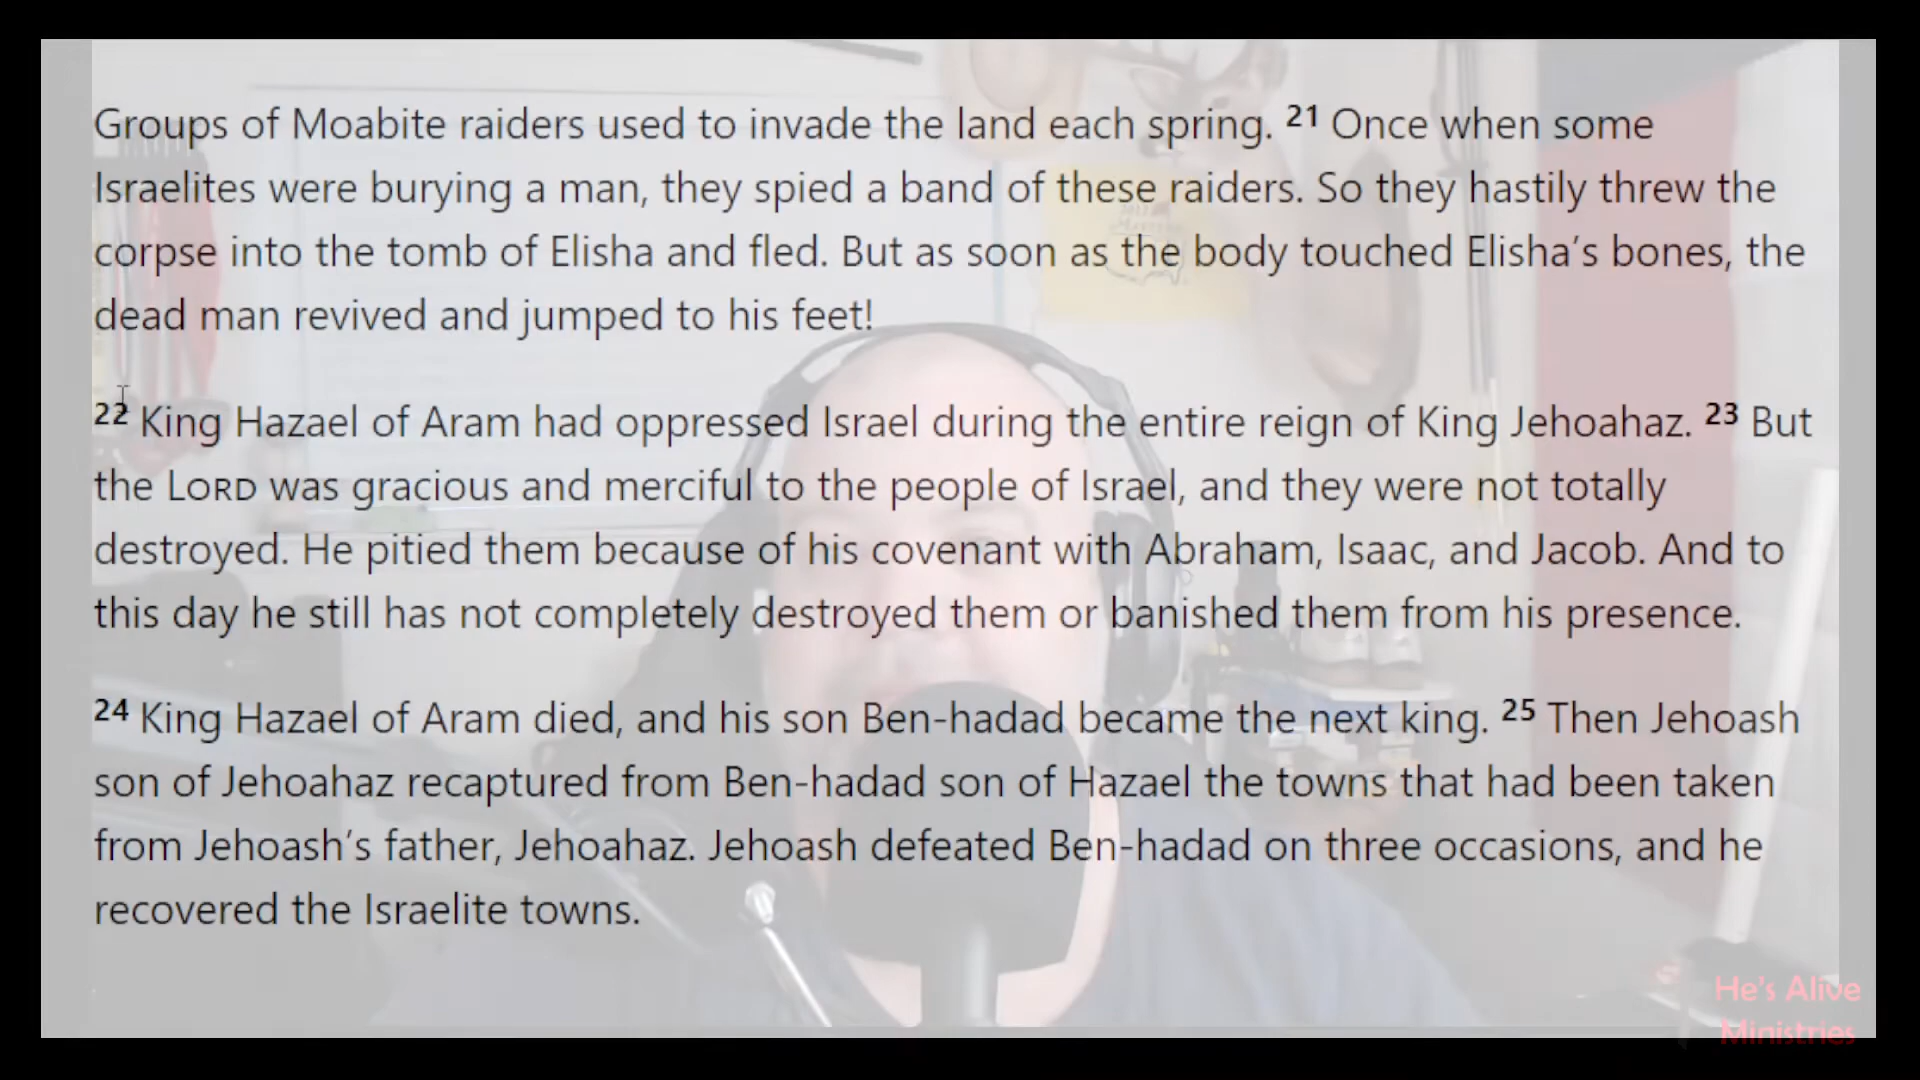 Groups of Moabite raiders used to invade the land each spring. 21 Once when some
Israelites were burying a man, they spied a band of these raiders. So they hastily threw the
corpse into the tomb of Elisha and fled. But as soon as the body touched Elisha’s bones, the
dead man revived and jumped to his feet!
22 King Hazael of Aram had oppressed Israel during the entire reign of King Jehoahaz. 23 But
the LORD was gracious and merciful to the people of Israel, and they were not totally
destroyed. He pitied them because of his covenant with Abraham, Isaac, and Jacob. And to
this day he still has not completely destroyed them or banished them from his presence.
24 King Hazael of Aram died, and his son Ben-hadad became the next king. 25 Then Jehoash
son of Jehoahaz recaptured from Ben-hadad son of Hazael the towns that had been taken
from Jehoash’s father, Jehoahaz. Jehoash defeated Ben-hadad on three occasions, and he
recovered the Israelite towns.
He's Alive
Ministries